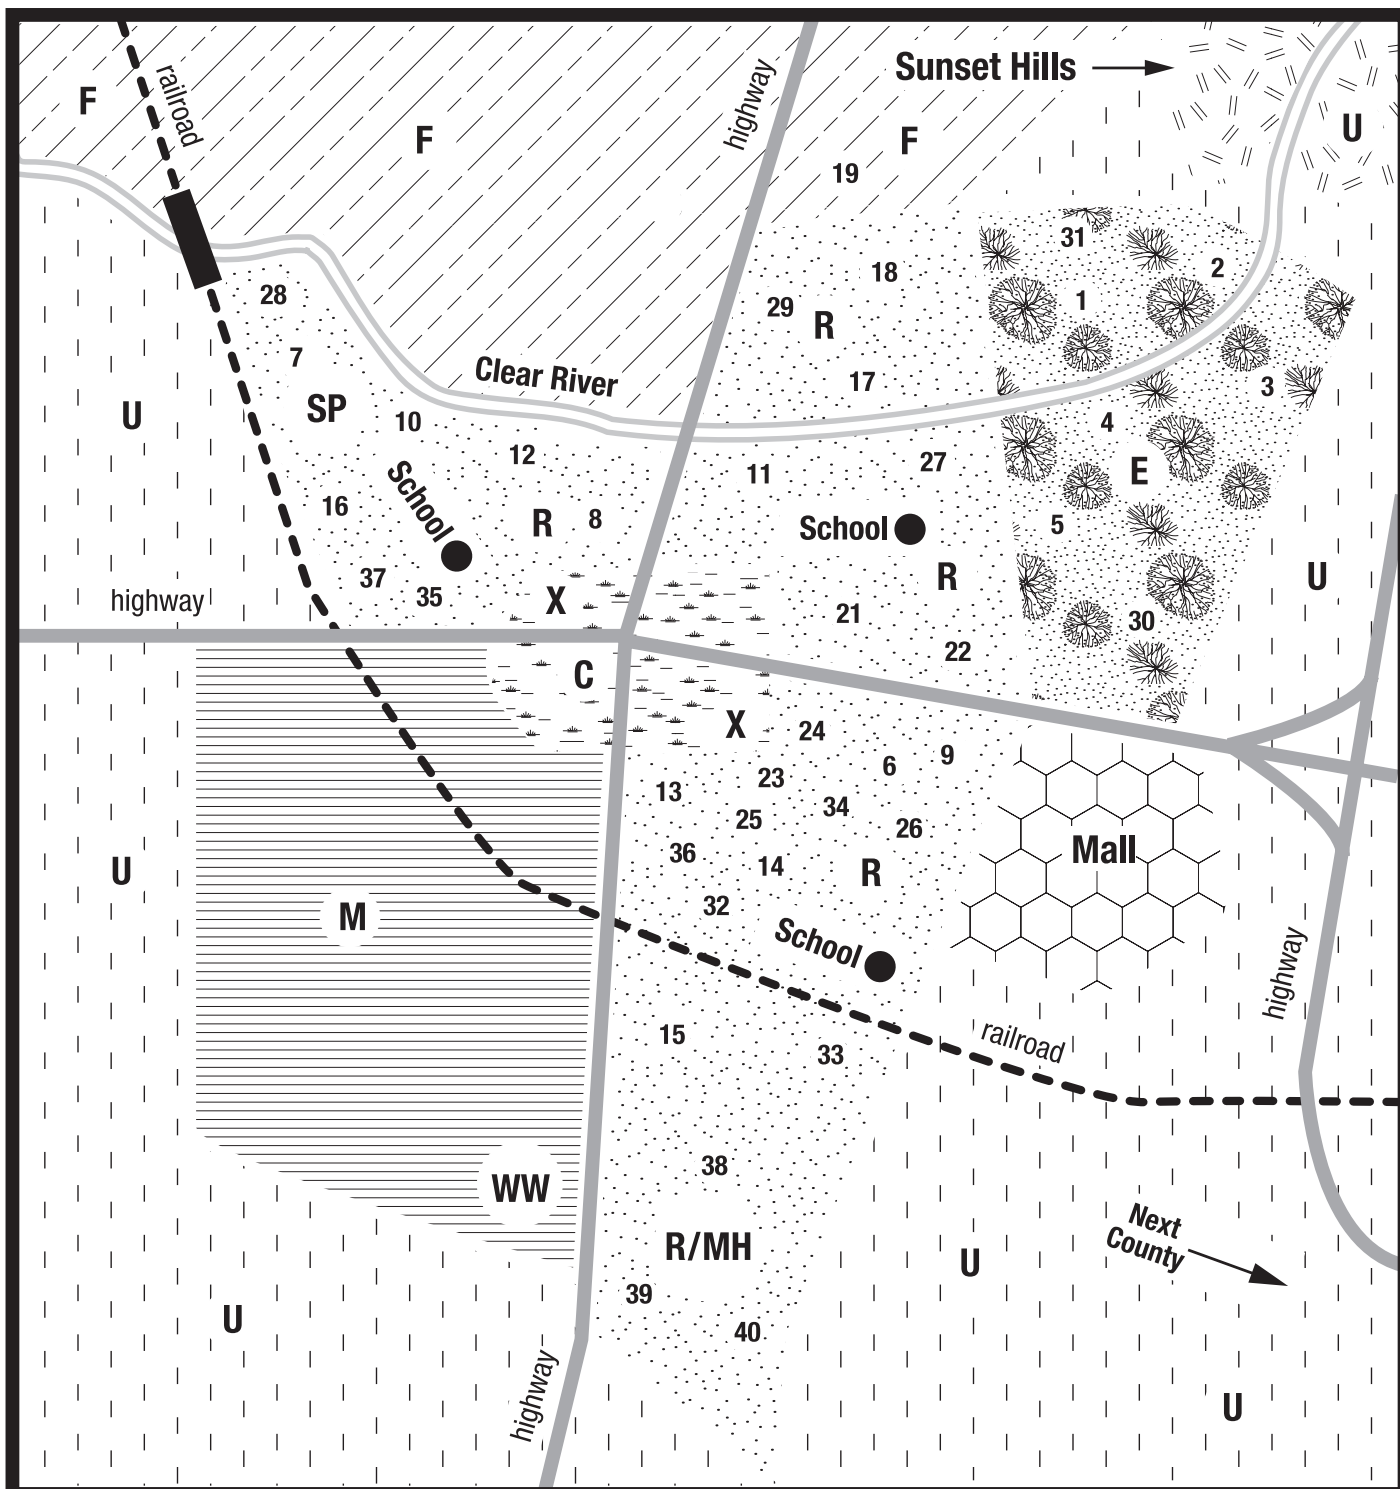 Sunset Hills
railroad
highway
F
F
F
U
19
31
2
18
28
29
1
R
7
Clear River
17
3
SP
10
4
U
12
27
11
E
School
16
R
8
School
5
37
35
R
U
highway
X
21
30
22
C
X
24
9
6
23
13
34
25
26
Mall
36
14
U
R
32
M
School
highway
15
33
railroad
38
WW
Next
County
R/MH
U
39
U
40
highway
U